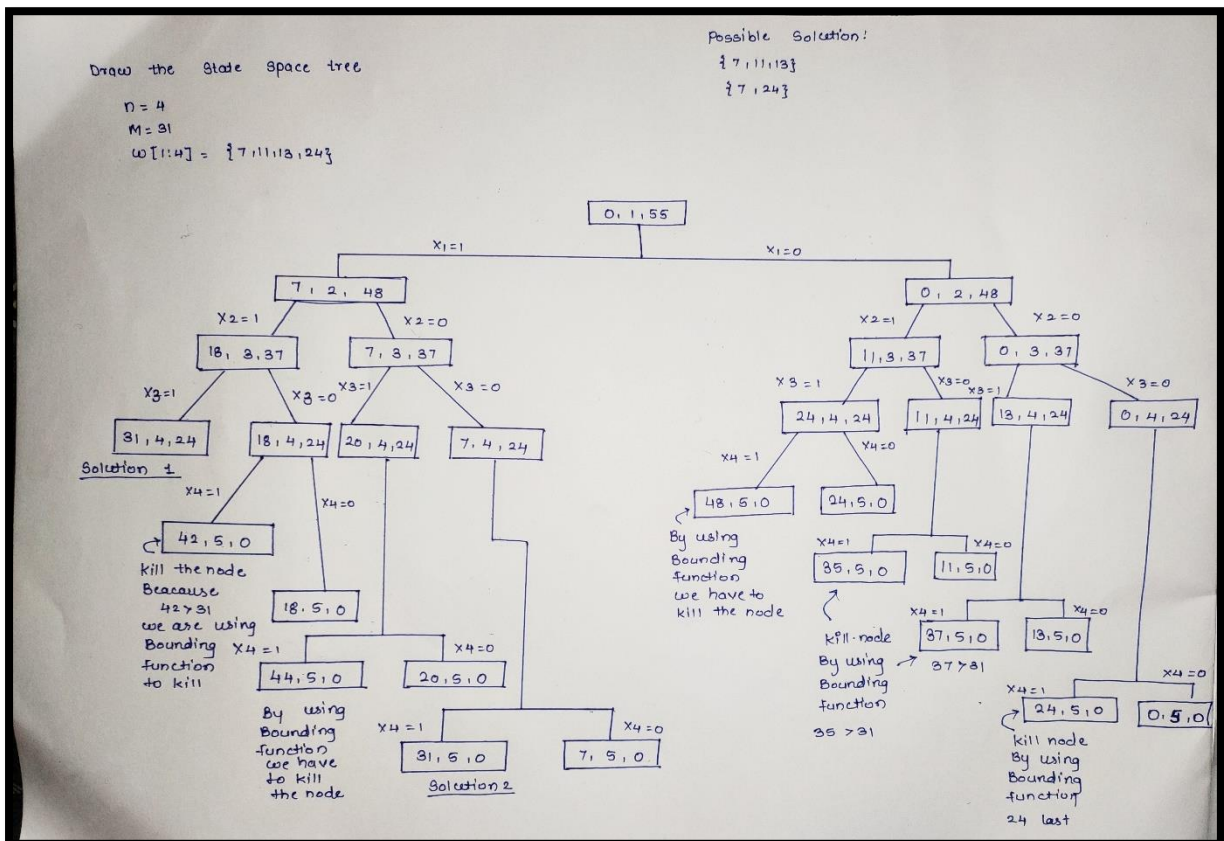 Possible Solution:
{7,11,13}
{7,24}
Draw the State Space tree
n = 4
M = 31
w[1:4] = {7,11,13,24}
0, 1, 55
x1=1
x1=0
7, 2, 48
0, 2, 48
x2=1
x2=0
x2=1
x2=0
18, 3, 37
7, 3, 37
11, 3, 37
0, 3, 37
x3=1
x3=0
x3=1
x3=0
x3=1
x3=0
x3=1
x3=0
31, 4, 24
18, 4, 24
20, 4, 24
7, 4, 24
24, 4, 24
11, 4, 24
13, 4, 24
0, 4, 24
Solution 1
x4=1
x4=0
x4=1
x4=0
42, 5, 0
48, 5, 0
24, 5, 0
kill the node
Beacause
42>31
we are using
Bounding
function
to kill
18, 5, 0
By using
Bounding
function
we have to
kill the node
x4=1
x4=0
35, 5, 0
11, 5, 0
x4=1
x4=0
44, 5, 0
20, 5, 0
By using
Bounding
function
we have
to kill
the node
x4=1
x4=0
31, 5, 0
7, 5, 0
Solution 2
kill node
By using
Bounding
function
35 >31
x4=1
x4=0
37, 5, 0
13, 5, 0
37>31
x4=1
x4=0
24, 5, 0
0, 5, 0
kill node
By using
Bounding
function
24 last